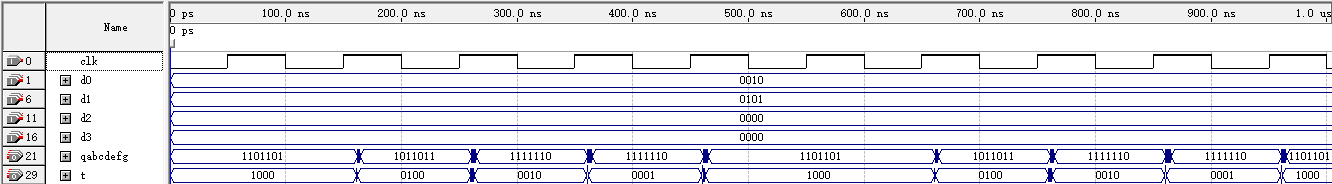 Name 0 ps 100.0 ns 200.0 ns 300.0 ns 400.0 ns 500.0 ns 600.0 ns 700.0 ns 800.0 ns 900.0 ns 1.0 us
0 ps
0 clk
1 d0 0010
6 d1 0101
11 d2 0000
16 d3 0000
21 qabcdefg 1101101 1011011 1111110 1111110 1101101 1011011 1111110 1111110 1101101
29 t 1000 0100 0010 0001 1000 0100 0010 0001 1000